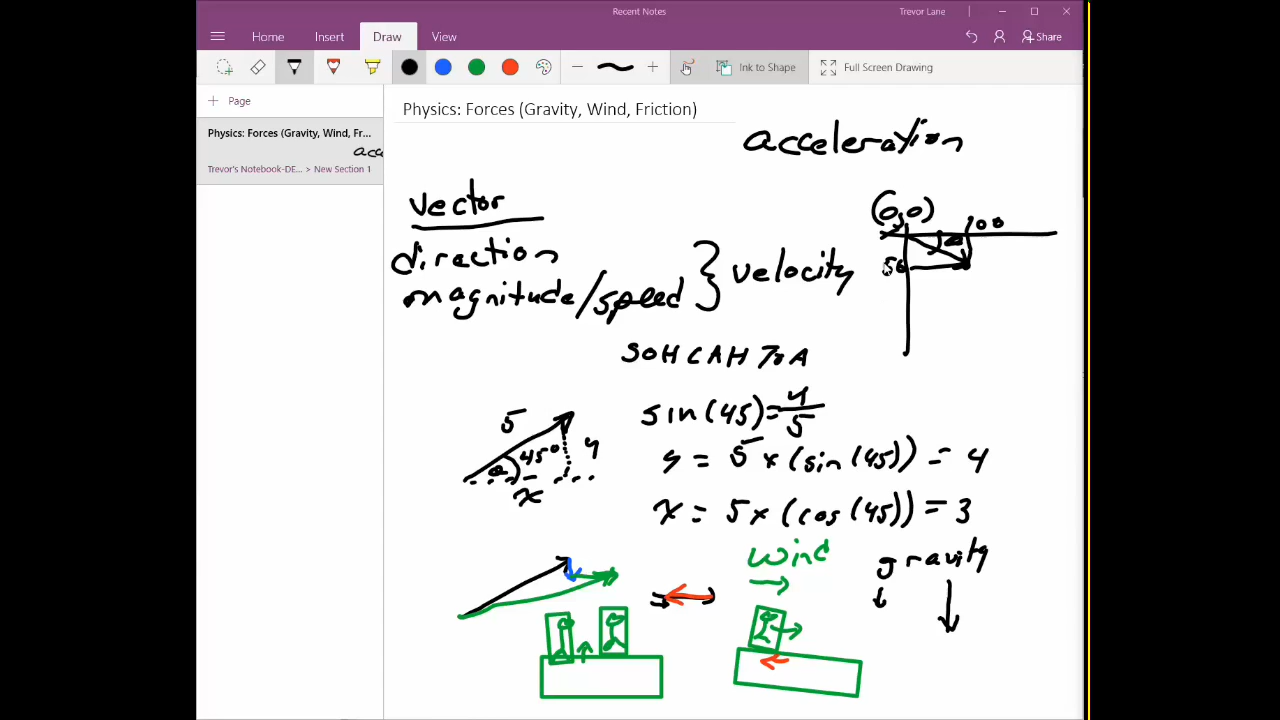 Recent Notes
Trevor Lane
Home Insert Draw View
Share
Ink to Shape
Full Screen Drawing
+ Page
Physics: Forces (Gravity, Wind, Fr...
acce
Trevor's Notebook-DE... > New Section 1
Physics: Forces (Gravity, Wind, Friction)
acceleration
vector
(0,0)
100
direction
magnitude/speed } velocity
50
SOH CAH TOA
sin(45)=4/5
5
45°
y
x
y = 5 x (sin(45)) = 4
x = 5 x (cos(45)) = 3
wind
gravity